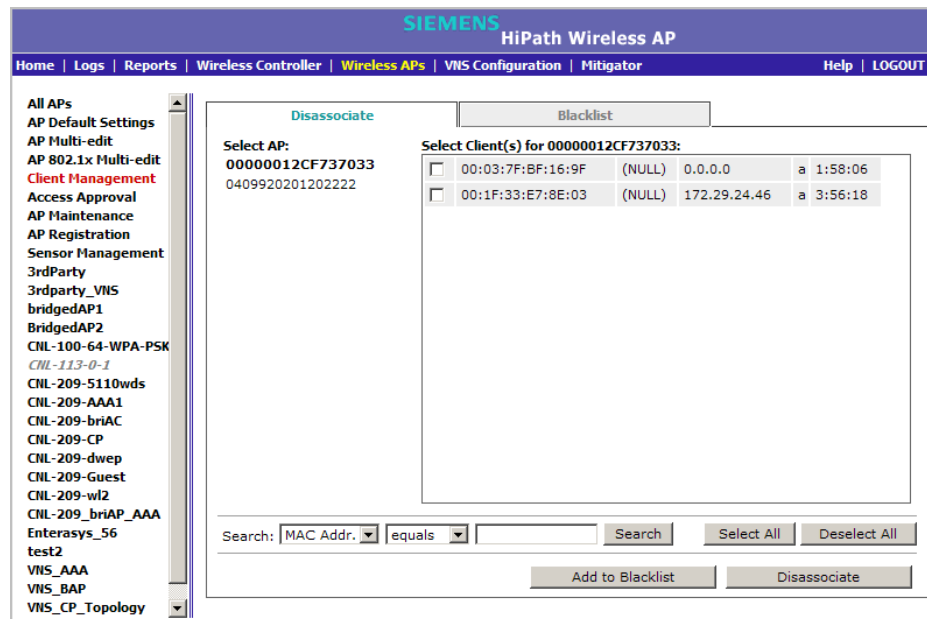 SIEMENS
HiPath Wireless AP
Home | Logs | Reports | Wireless Controller | Wireless APs | VNS Configuration | Mitigator Help | LOGOUT
All APs
AP Default Settings
AP Multi-edit
AP 802.1x Multi-edit
Client Management
Access Approval
AP Maintenance
AP Registration
Sensor Management
3rdParty
3rdparty_VNS
bridgedAP1
BridgedAP2
CNL-100-64-WPA-PSK
CNL-113-0-1
CNL-209-5110wds
CNL-209-AAA1
CNL-209-briAC
CNL-209-CP
CNL-209-dwep
CNL-209-Guest
CNL-209-wl2
CNL-209_briAP_AAA
Enterasys_56
test2
VNS_AAA
VNS_BAP
VNS_CP_Topology
Disassociate Blacklist
Select AP:
00000012CF737033
0409920201202222
Select Client(s) for 00000012CF737033:
00:03:7F:BF:16:9F (NULL) 0.0.0.0 a 1:58:06
00:1F:33:E7:8E:03 (NULL) 172.29.24.46 a 3:56:18
Search: MAC Addr. equals Search Select All Deselect All
Add to Blacklist Disassociate